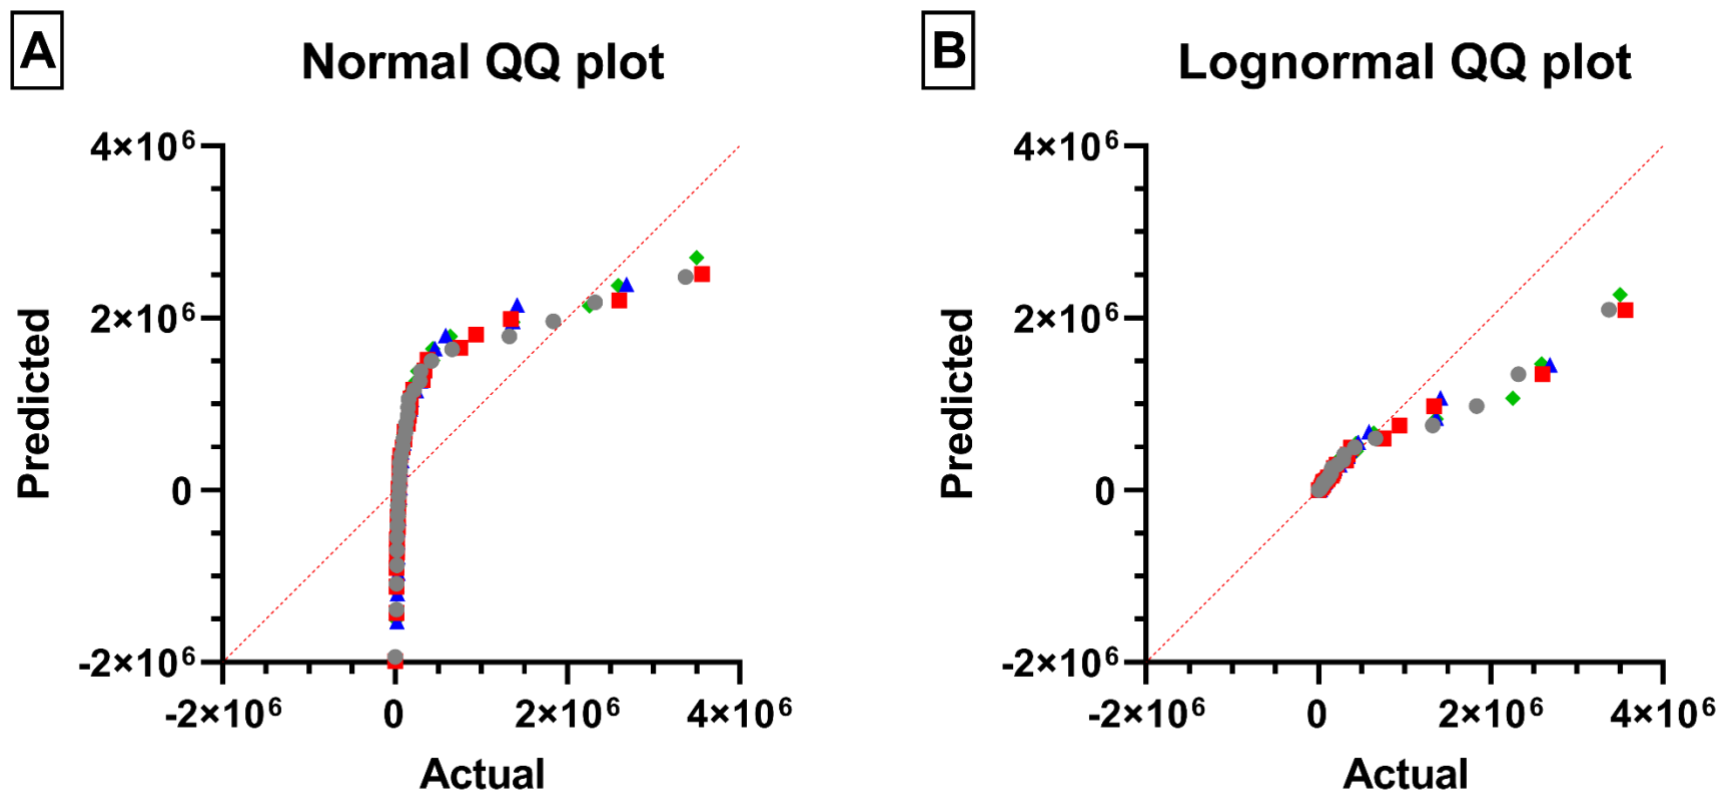 A
Normal QQ plot
4×10⁶
2×10⁶
0
-2×10⁶
Predicted
-2×10⁶ 0 2×10⁶ 4×10⁶
Actual
B
Lognormal QQ plot
4×10⁶
2×10⁶
0
-2×10⁶
Predicted
-2×10⁶ 0 2×10⁶ 4×10⁶
Actual